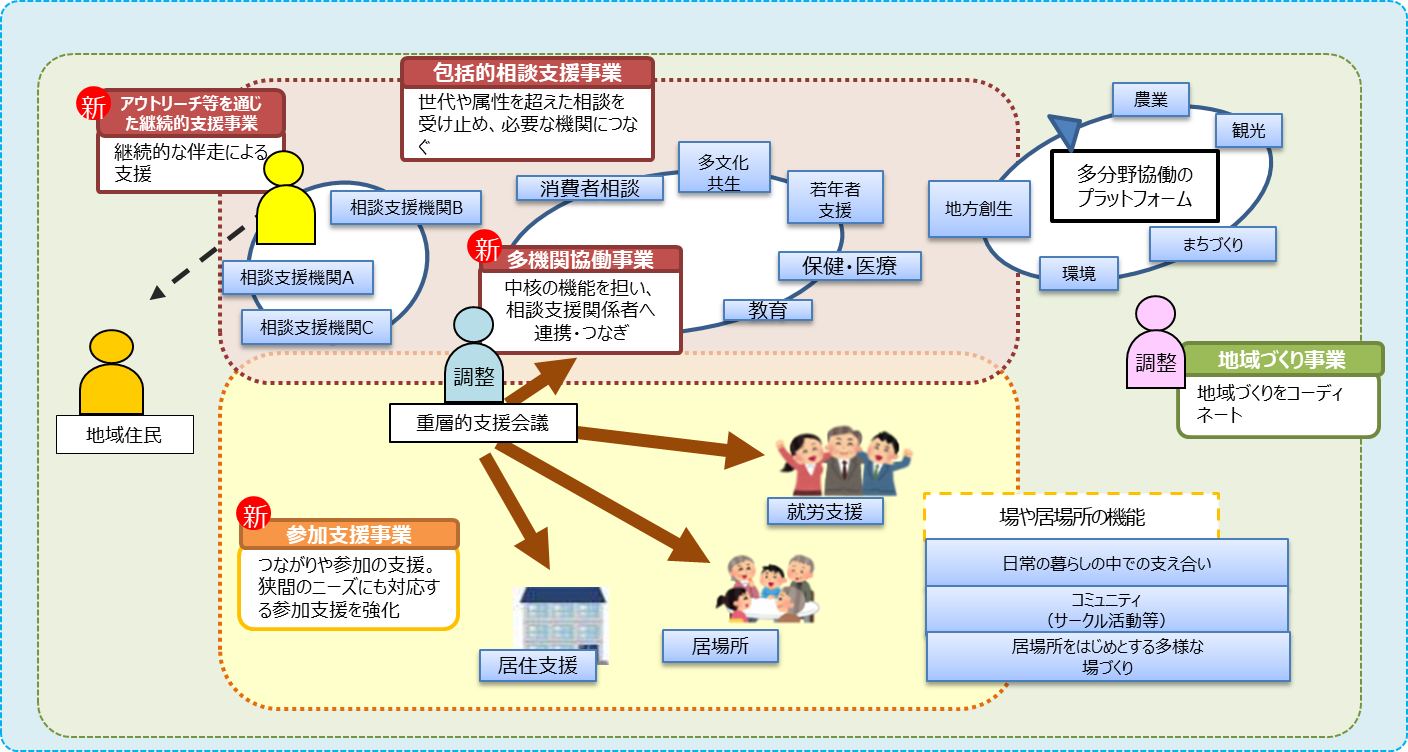 包括的相談支援事業
世代や属性を超えた相談を
受け止め、必要な機関につな
ぐ
新
アウトリーチ等を通じ
た継続的支援事業
継続的な伴走による
支援
相談支援機関B
相談支援機関A
相談支援機関C
消費者相談
多文化
共生
若年者
支援
保健・医療
教育
新
多機関協働事業
中核の機能を担い、
相談支援関係者へ
連携・つなぎ
農業
観光
多分野協働の
プラットフォーム
地方創生
まちづくり
環境
調整
地域づくり事業
地域づくりをコーディ
ネート
地域住民
調整
重層的支援会議
就労支援
新
参加支援事業
つながりや参加の支援。
狭間のニーズにも対応す
る参加支援を強化
居住支援
居場所
場や居場所の機能
日常の暮らしの中での支え合い
コミュニティ
（サークル活動等）
居場所をはじめとする多様な
場づくり